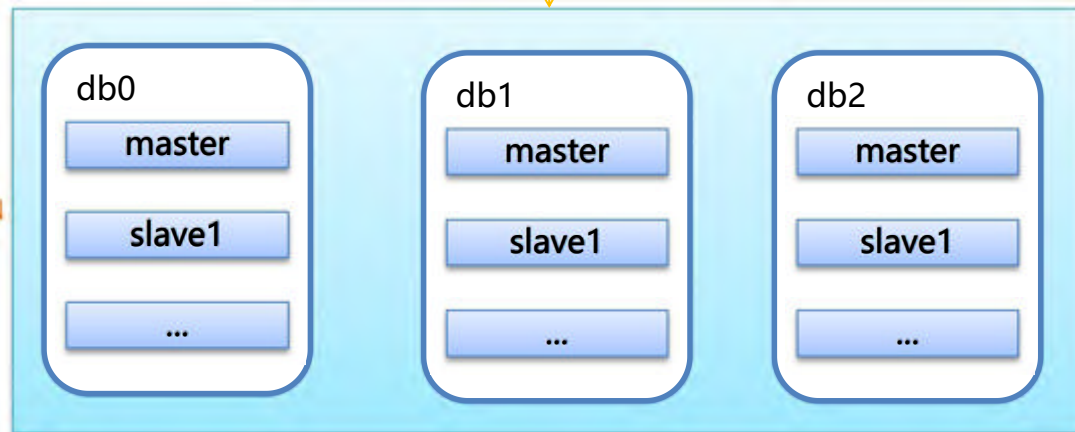 db0
master
slave1
...
db1
master
slave1
...
db2
master
slave1
...